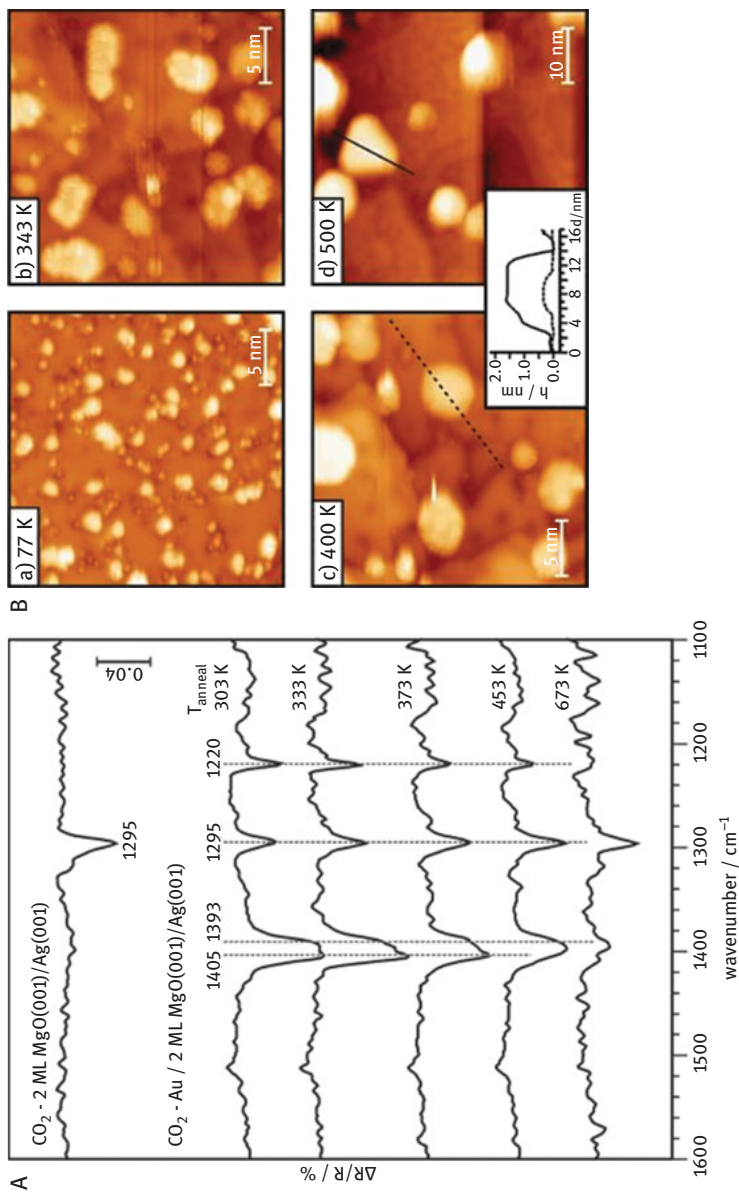 A
CO₂ - 2 ML MgO(001)/Ag(001)
1295
0.04
CO₂ - Au / 2 ML MgO(001)/Ag(001)
1405
1393
1295
1220
Tanneal
303 K
333 K
373 K
453 K
673 K
ΔR/R / %
1600
1500
1400
1300
1200
1100
wavenumber / cm⁻¹
B
a) 77 K
5 nm
b) 343 K
5 nm
c) 400 K
5 nm
d) 500 K
10 nm
h / nm
2.0
1.0
0.0
0
4
8
12
16d/nm